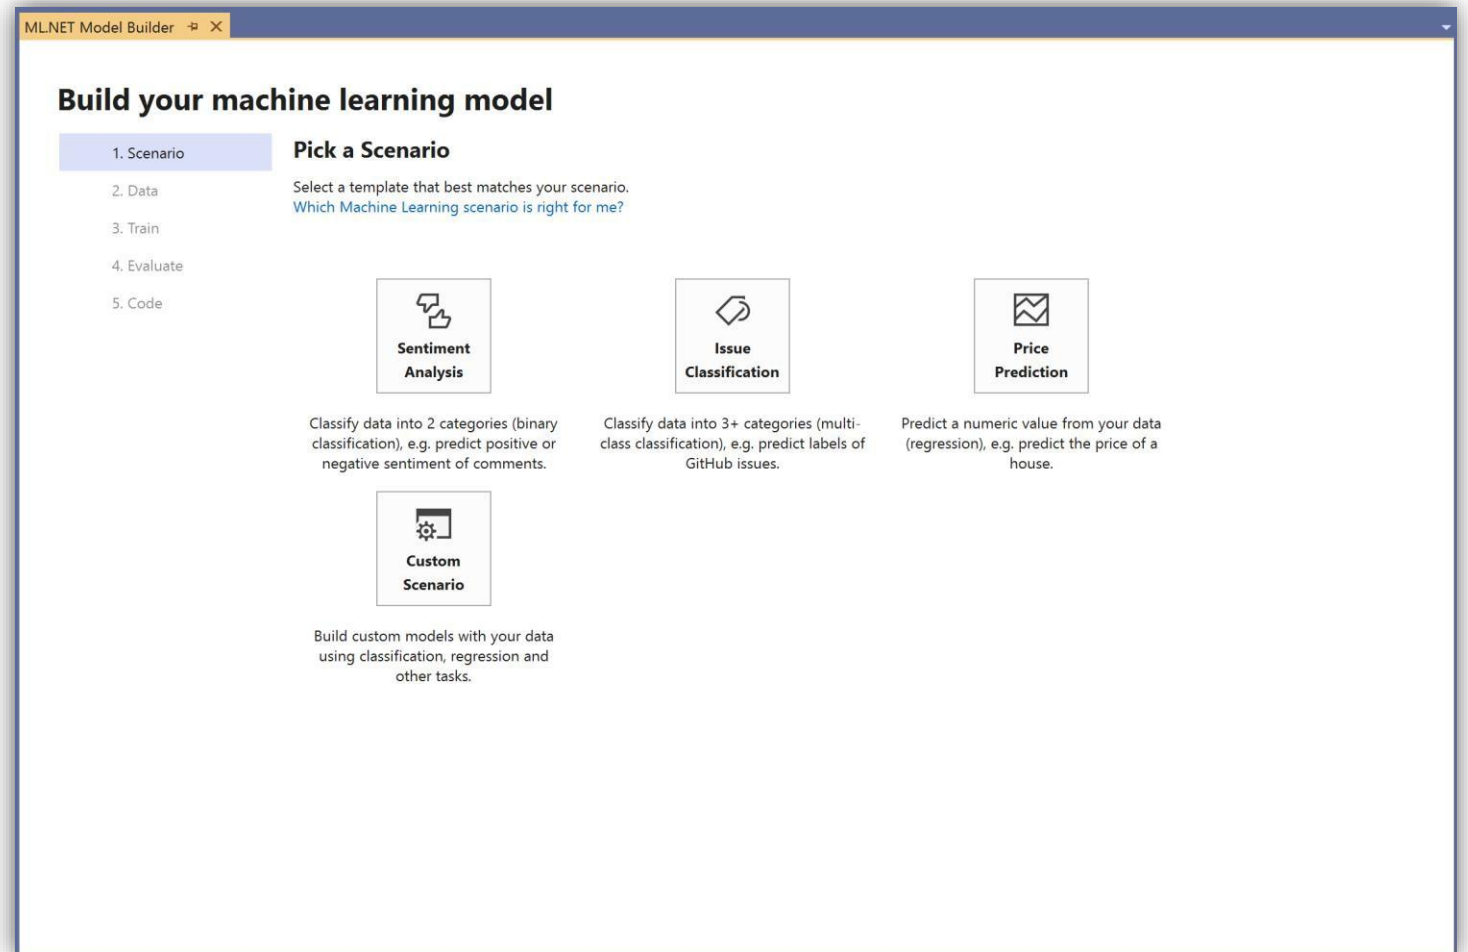 ML.NET Model Builder
Build your machine learning model
1. Scenario
2. Data
3. Train
4. Evaluate
5. Code
Pick a Scenario
Select a template that best matches your scenario.
Which Machine Learning scenario is right for me?
Sentiment
Analysis
Classify data into 2 categories (binary
classification), e.g. predict positive or
negative sentiment of comments.
Issue
Classification
Classify data into 3+ categories (multi-
class classification), e.g. predict labels of
GitHub issues.
Price
Prediction
Predict a numeric value from your data
(regression), e.g. predict the price of a
house.
Custom
Scenario
Build custom models with your data
using classification, regression and
other tasks.